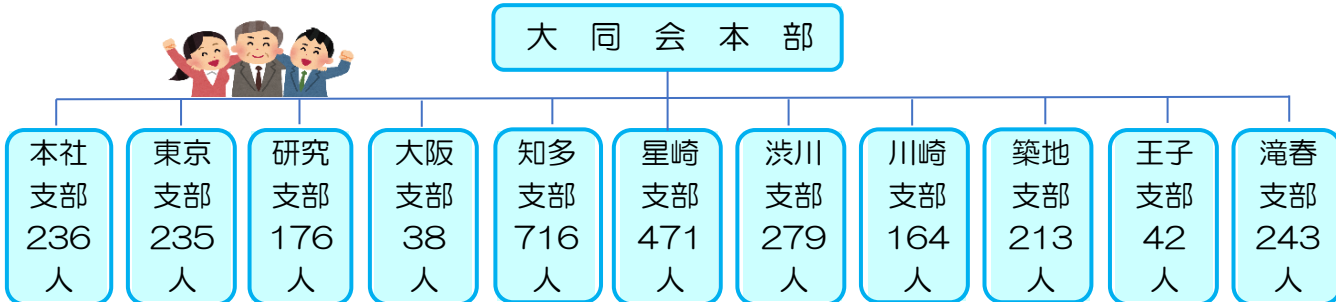 大同会本部
本社
支部
236
人
東京
支部
235
人
研究
支部
176
人
大阪
支部
38
人
知多
支部
716
人
星崎
支部
471
人
渋川
支部
279
人
川崎
支部
164
人
築地
支部
213
人
王子
支部
42
人
滝春
支部
243
人